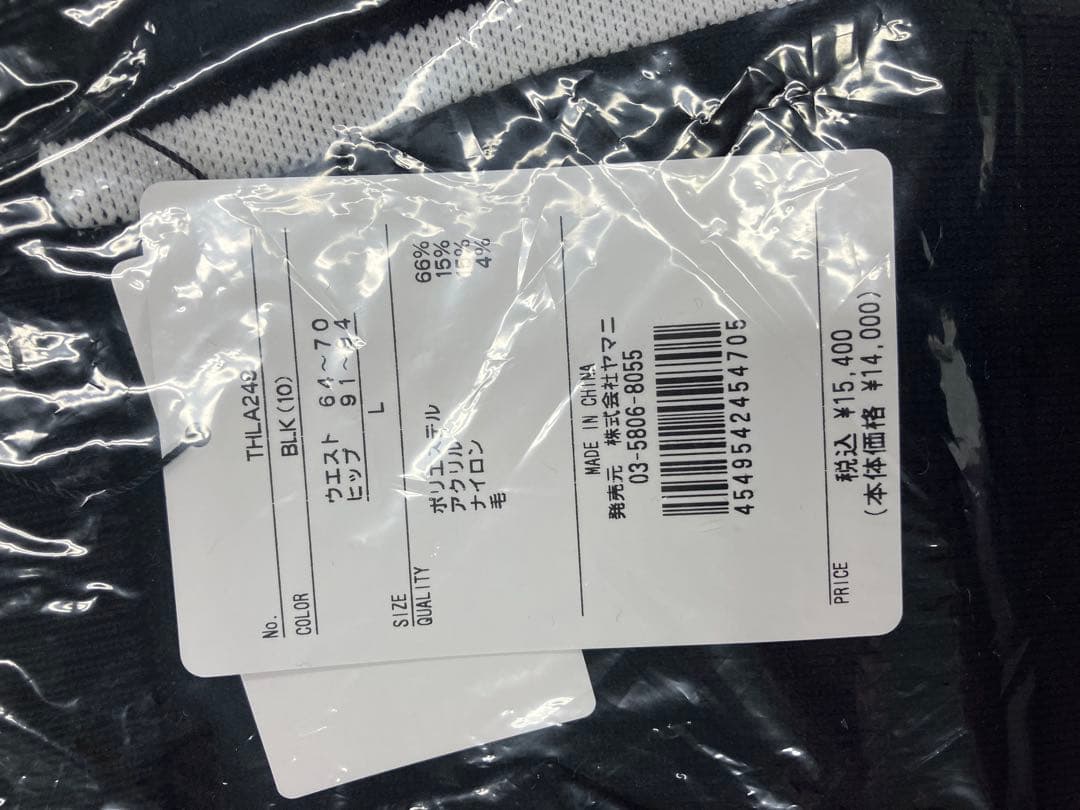 No. THLA249
COLOR BLK(10)
ウエスト 64〜70
ヒップ 91〜94
SIZE L
QUALITY
ポリエステル 66%
アクリル 15%
ナイロン 15%
毛 4%
MADE IN CHINA
発売元 株式会社ヤマニ
03-5806-8055
4549542454705
PRICE 税込 ¥15,400
(本体価格 ¥14,000)